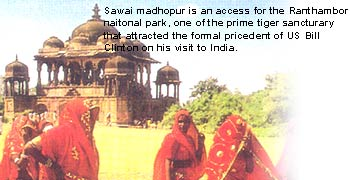 Sawai madhopur is an access for the Ranthambor
naitonal park, one of the prime tiger sancturary
that attracted the formal pricedent of US Bill
Clinton on his visit to India.